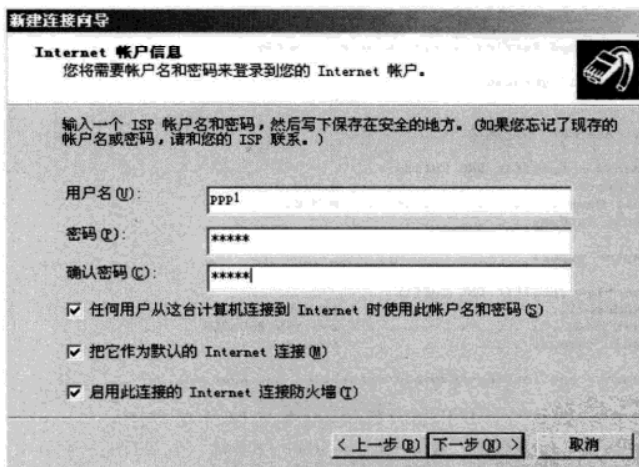 新建连接向导
Internet 帐户信息
您将需要帐户名和密码来登录到您的 Internet 帐户。
输入一个 ISP 帐户名和密码，然后写下保存在安全的地方。（如果您忘记了现存的
帐户名或密码，请和您的 ISP 联系。）
用户名(U):
ppp1
密码(P):
*****
确认密码(C):
*****
任何用户从这台计算机连接到 Internet 时使用此帐户名和密码(S)
把它作为默认的 Internet 连接(M)
启用此连接的 Internet 连接防火墙(T)
< 上一步(B) 下一步(N) > 取消